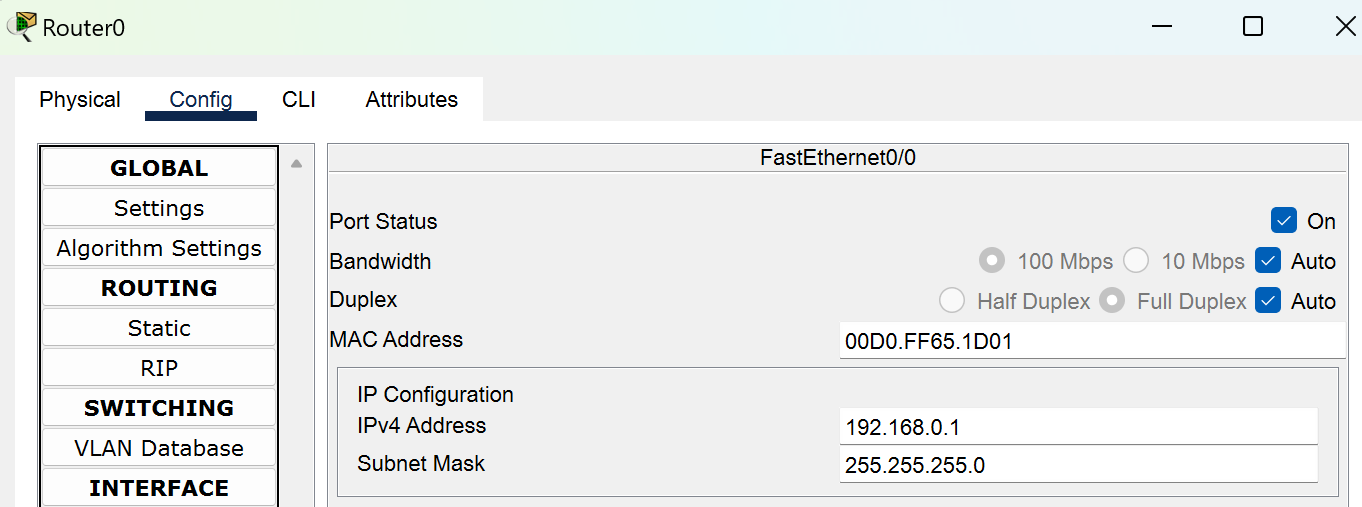 Router0
Physical Config CLI Attributes
GLOBAL
Settings
Algorithm Settings
ROUTING
Static
RIP
SWITCHING
VLAN Database
INTERFACE
FastEthernet0/0
Port Status On
Bandwidth 100 Mbps 10 Mbps Auto
Duplex Half Duplex Full Duplex Auto
MAC Address 00D0.FF65.1D01
IP Configuration
IPv4 Address 192.168.0.1
Subnet Mask 255.255.255.0